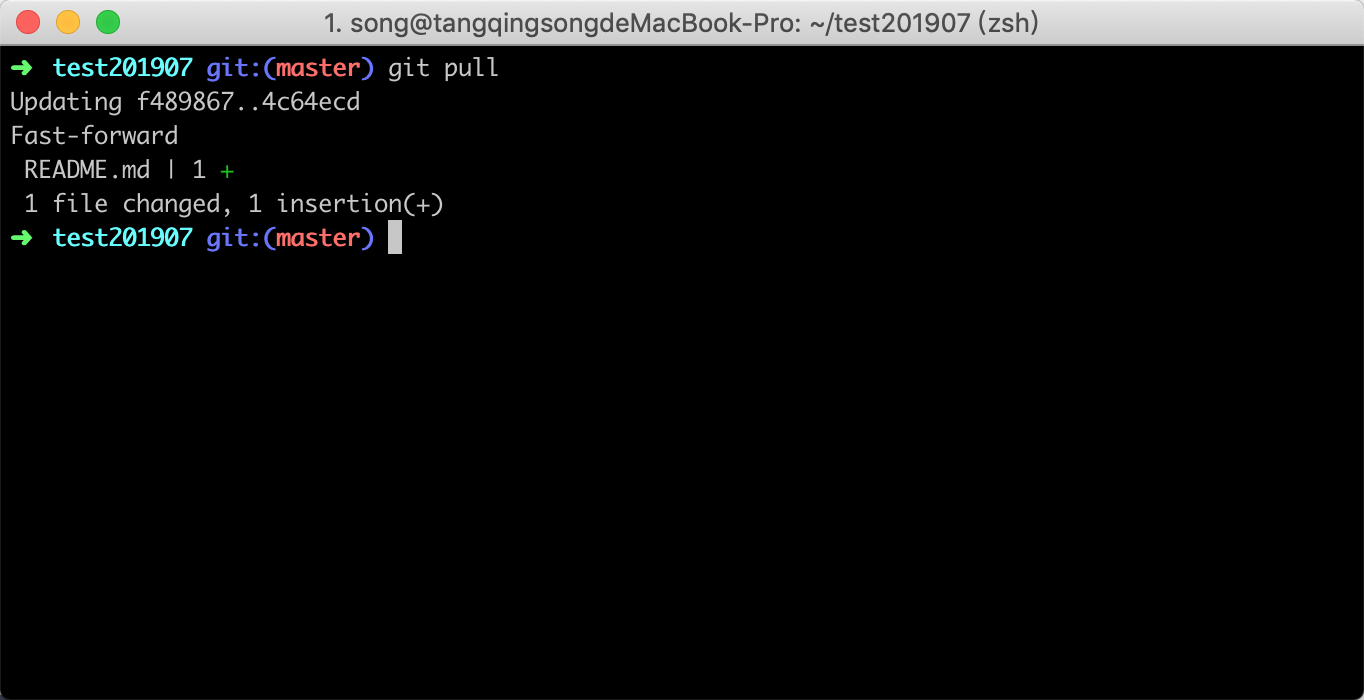 1. song@tangqingsongdeMacBook-Pro: ~/test201907 (zsh)
➜  test201907 git:(master) git pull
Updating f489867..4c64ecd
Fast-forward
 README.md | 1 +
 1 file changed, 1 insertion(+)
➜  test201907 git:(master)